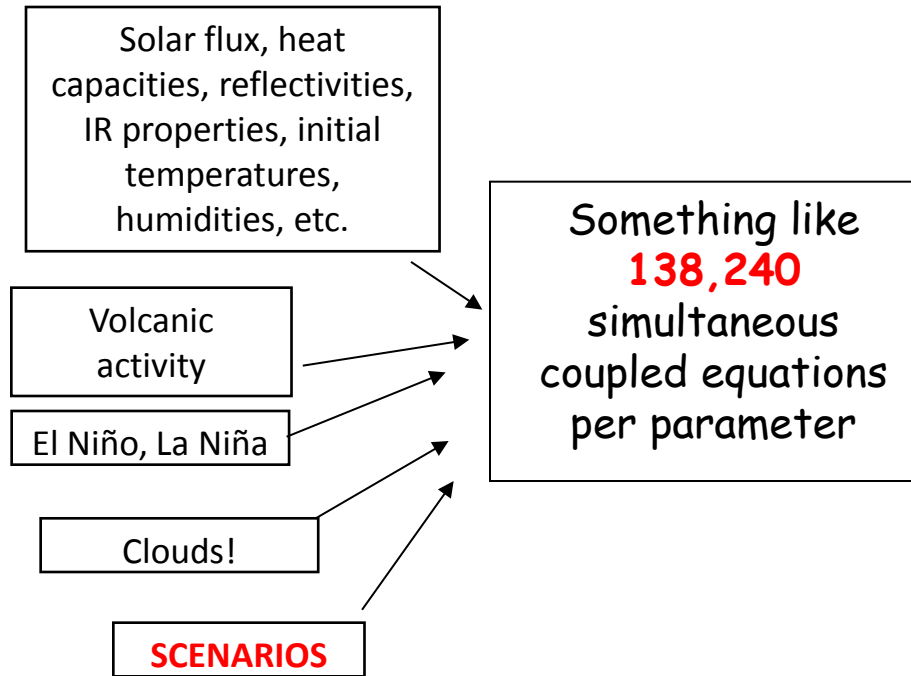 Solar flux, heat
capacities, reflectivities,
IR properties, initial
temperatures,
humidities, etc.
Something like
138,240
simultaneous
coupled equations
per parameter
Volcanic
activity
El Niño, La Niña
Clouds!
SCENARIOS